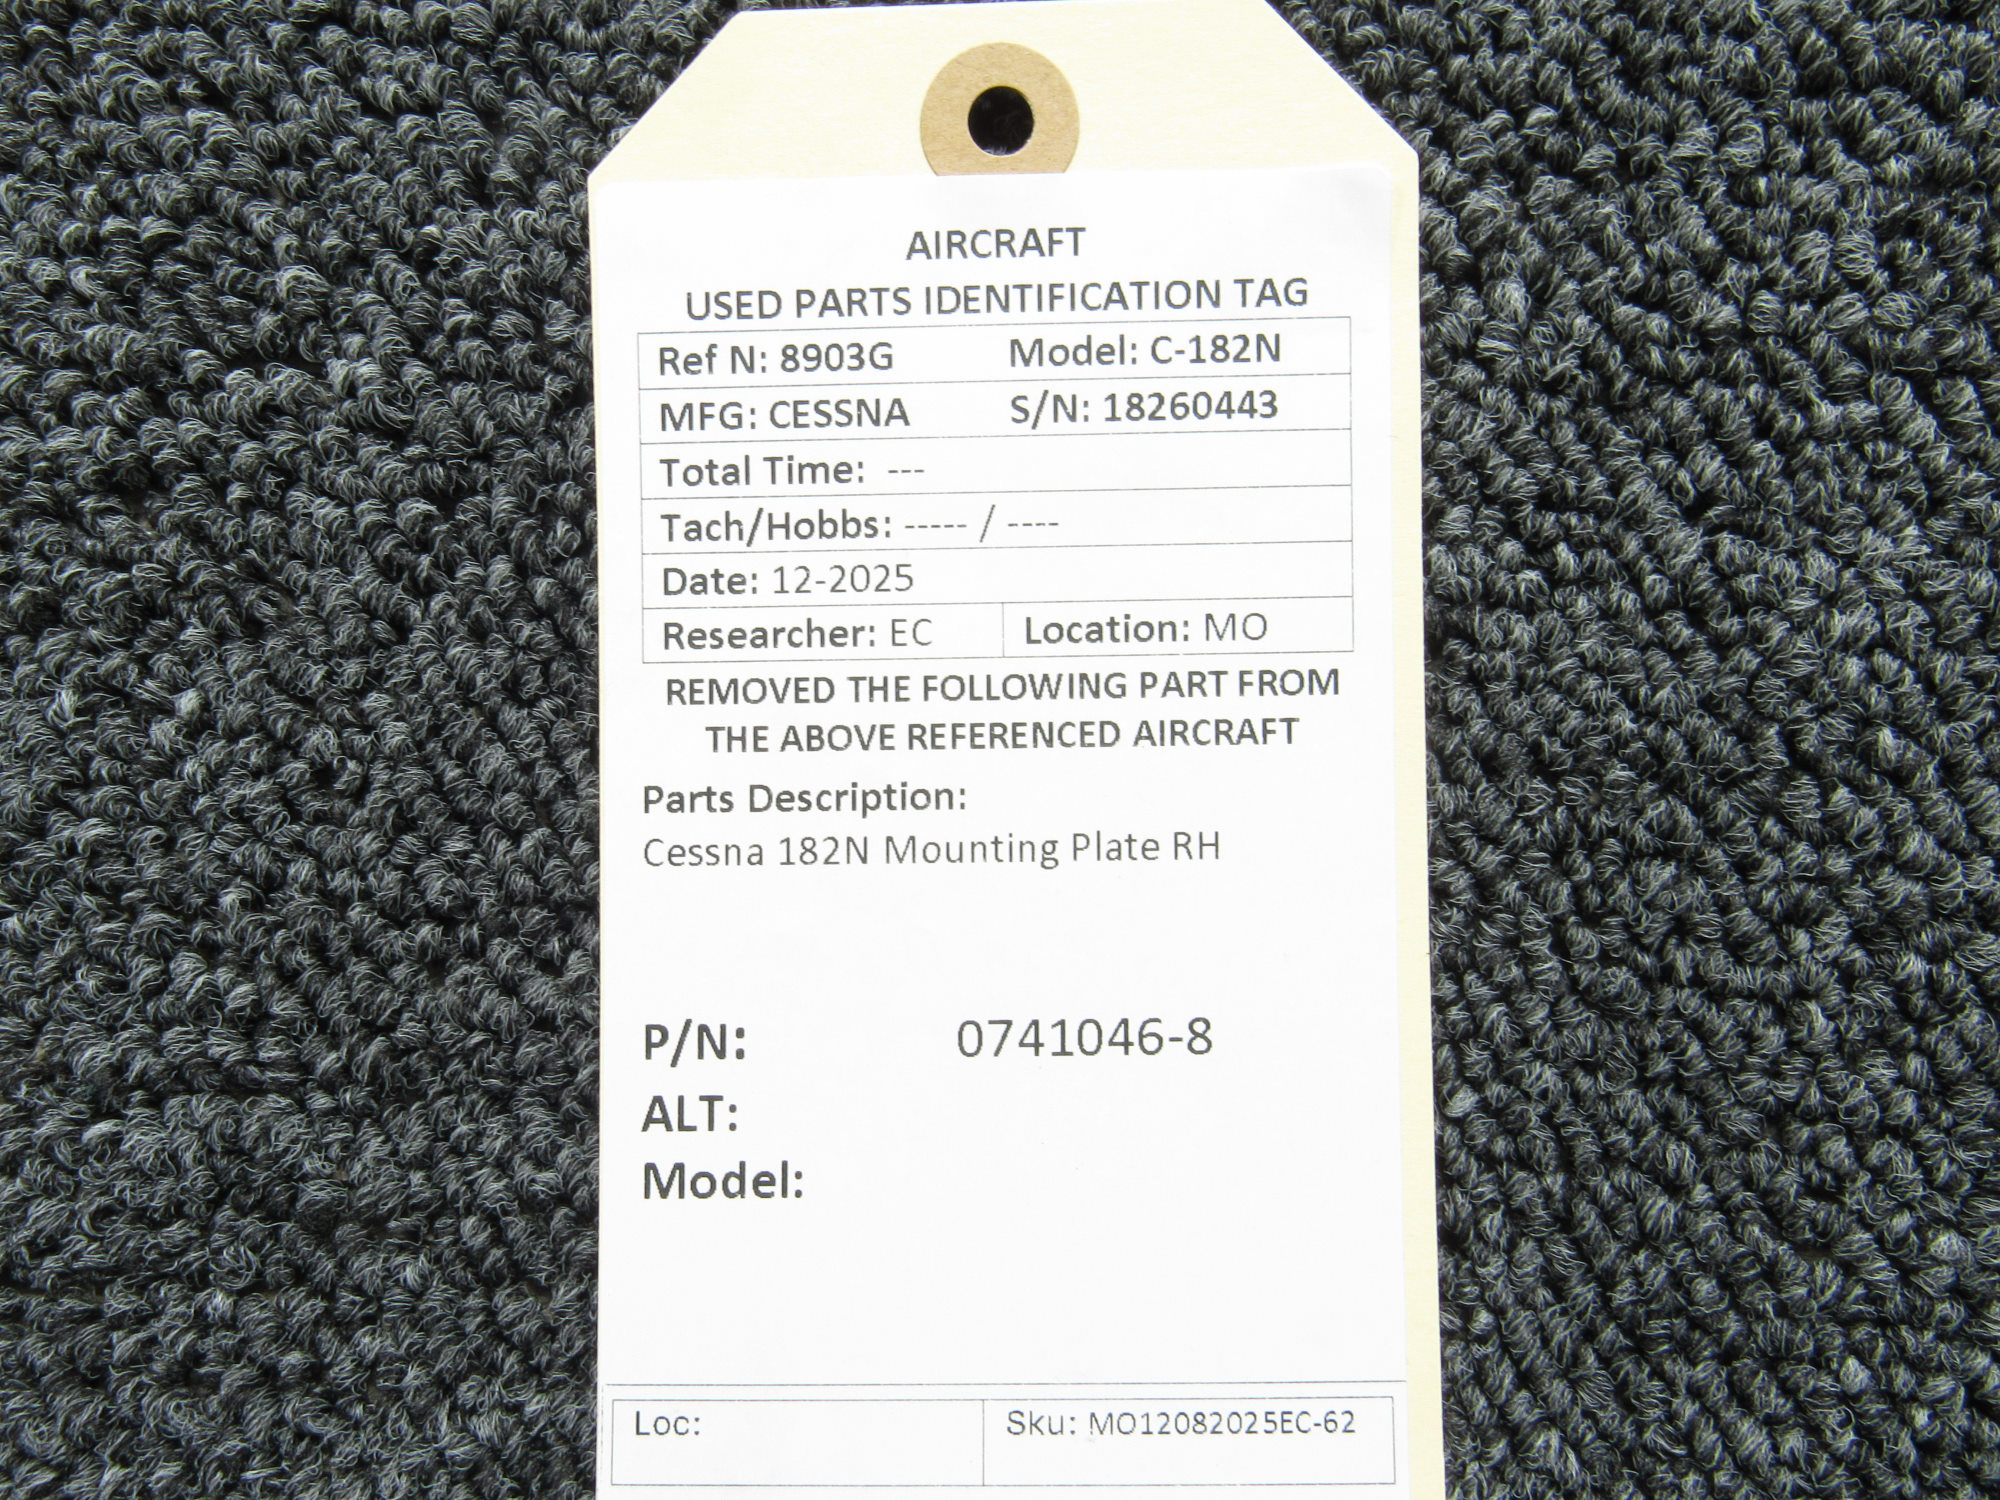 AIRCRAFT
USED PARTS IDENTIFICATION TAG
Ref N: 8903G Model: C-182N
MFG: CESSNA S/N: 18260443
Total Time: ---
Tach/Hobbs: ----- / ----
Date: 12-2025
Researcher: EC Location: MO
REMOVED THE FOLLOWING PART FROM
THE ABOVE REFERENCED AIRCRAFT
Parts Description:
Cessna 182N Mounting Plate RH
P/N: 0741046-8
ALT:
Model:
Loc: Sku: MO12082025EC-62